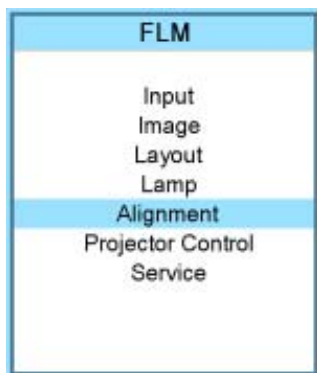 FLM
Input
Image
Layout
Lamp
Alignment
Projector Control
Service